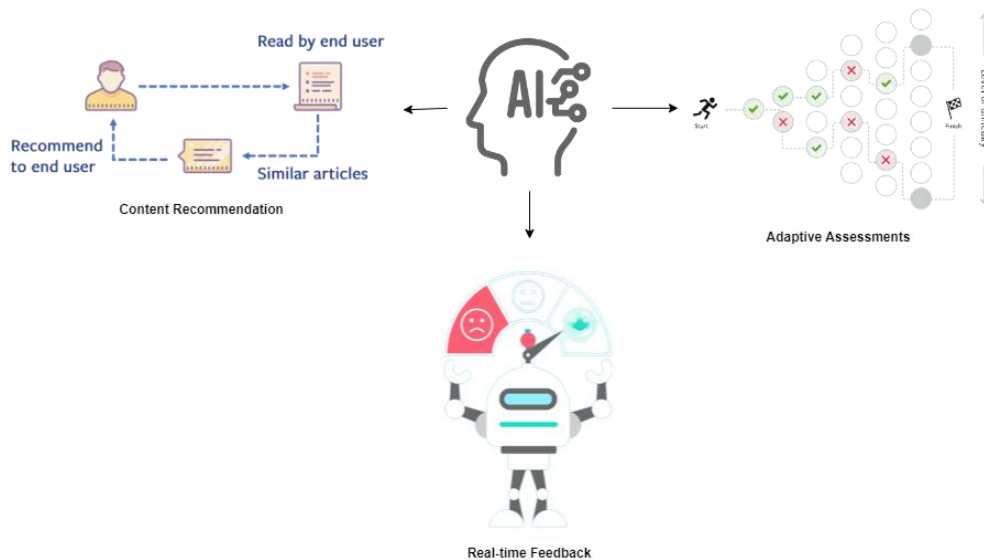 Read by end user
AI
Recommend
to end user
Similar articles
Content Recommendation
Start
Finish
Adaptive Assessments
Real-time Feedback